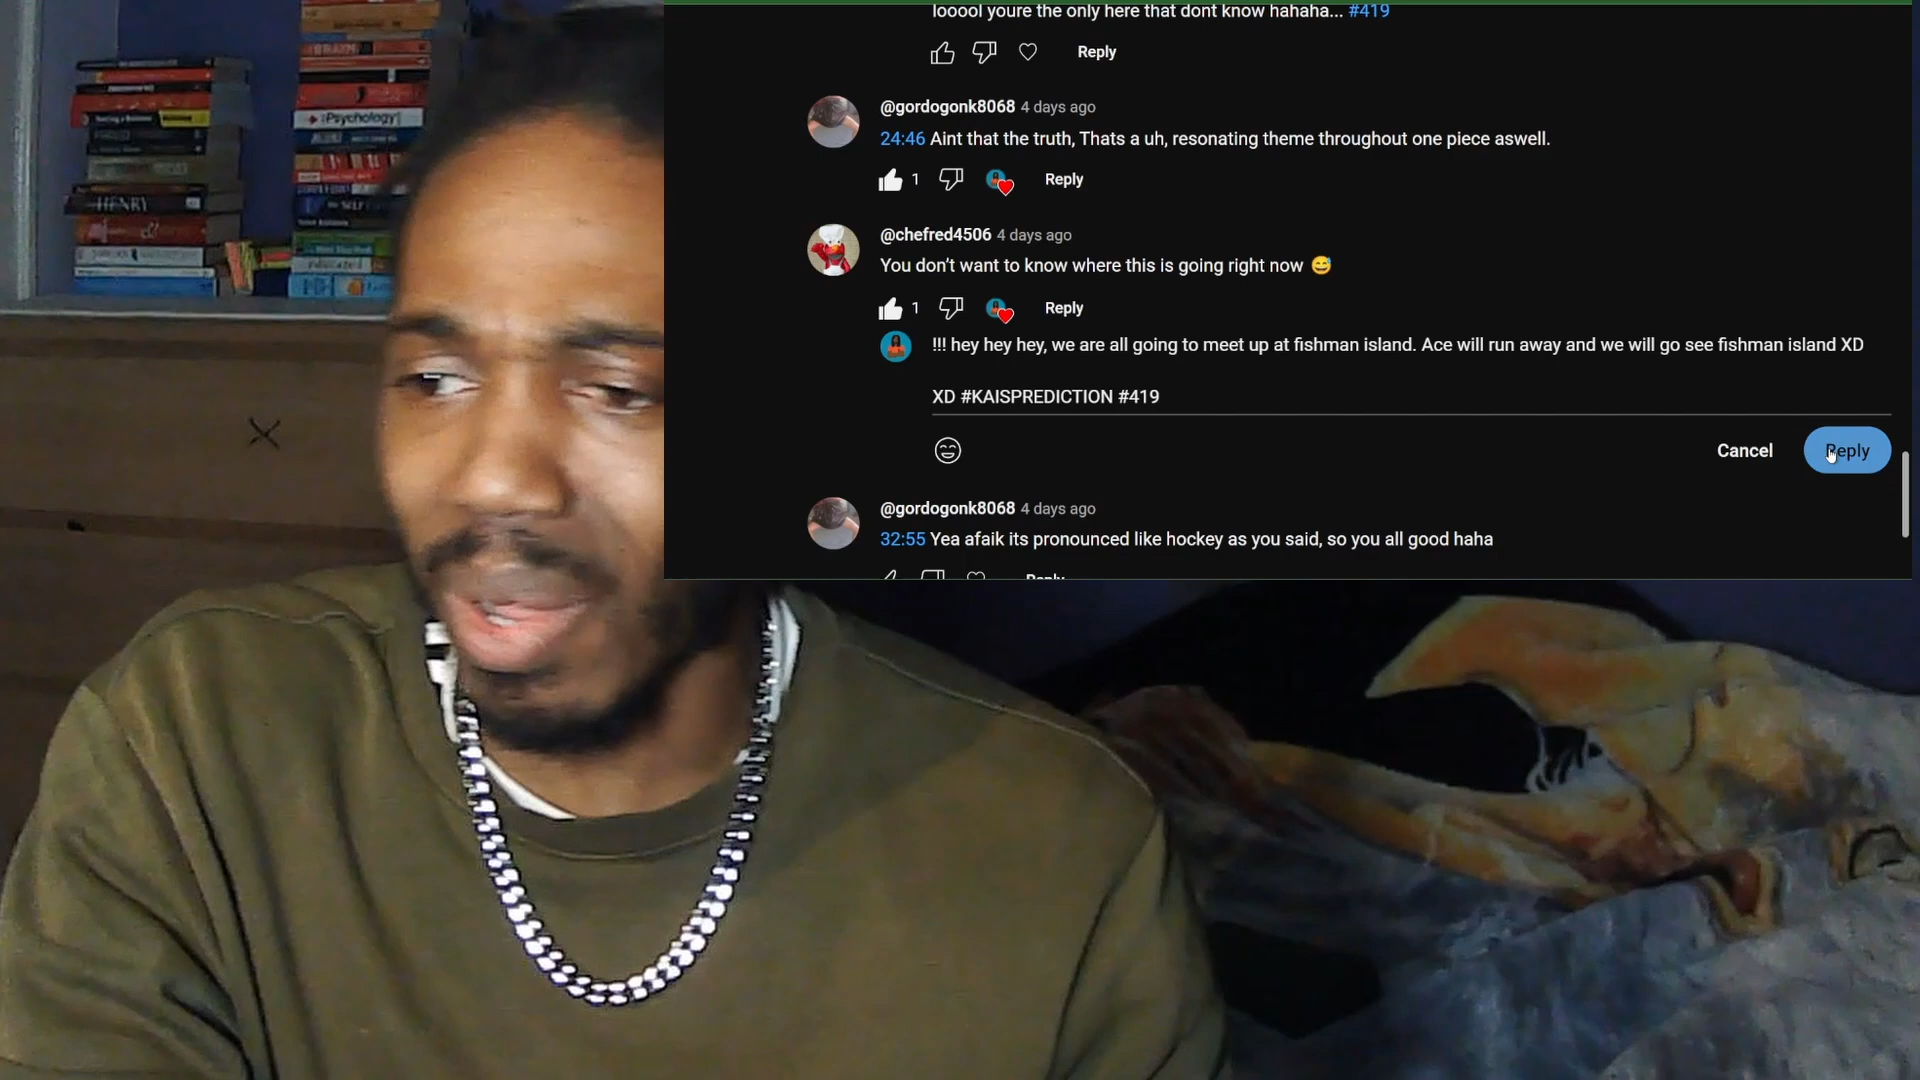 looool youre the only here that dont know hahaha... #419
Reply
@gordogonk8068 4 days ago
24:46 Aint that the truth, Thats a uh, resonating theme throughout one piece aswell.
1 Reply
@chefred4506 4 days ago
You don't want to know where this is going right now 😅
1 Reply
!!! hey hey hey, we are all going to meet up at fishman island. Ace will run away and we will go see fishman island XD
XD #KAISPREDICTION #419
Cancel Reply
@gordogonk8068 4 days ago
32:55 Yea afaik its pronounced like hockey as you said, so you all good haha
Reply
Psychology
HENRY